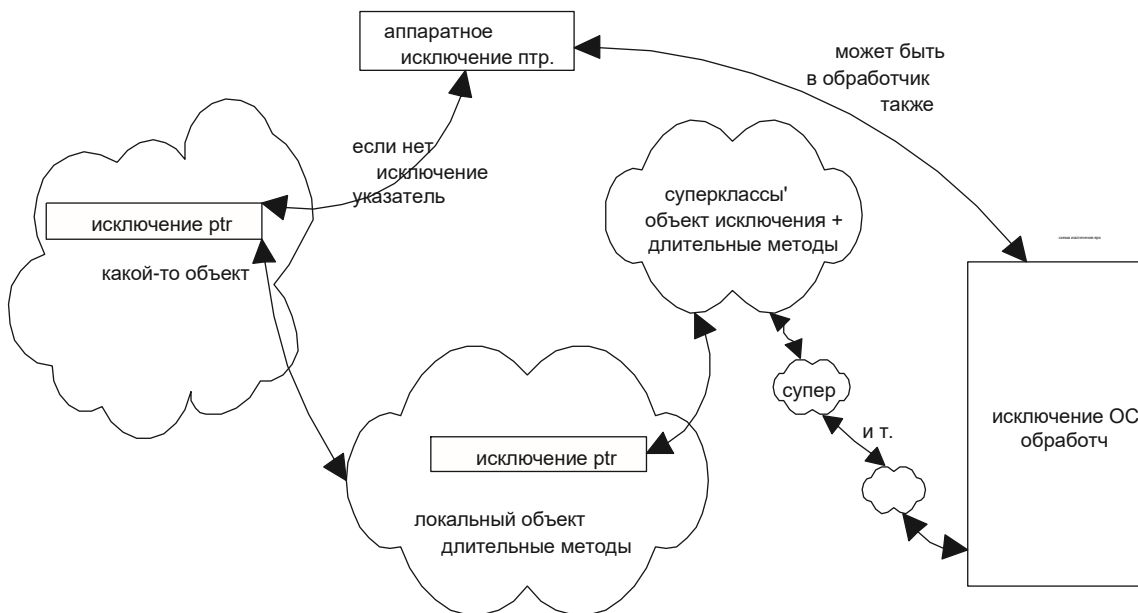 аппаратное
исключение птр.
может быть
в обработчик
также
если нет
исключение
указатель
исключение ptr
какой-то объект
суперклассы'
объект исключения +
длительные методы
супер
и т.
исключение ОС
обработч
исключение ptr
локальный объект
длительные методы